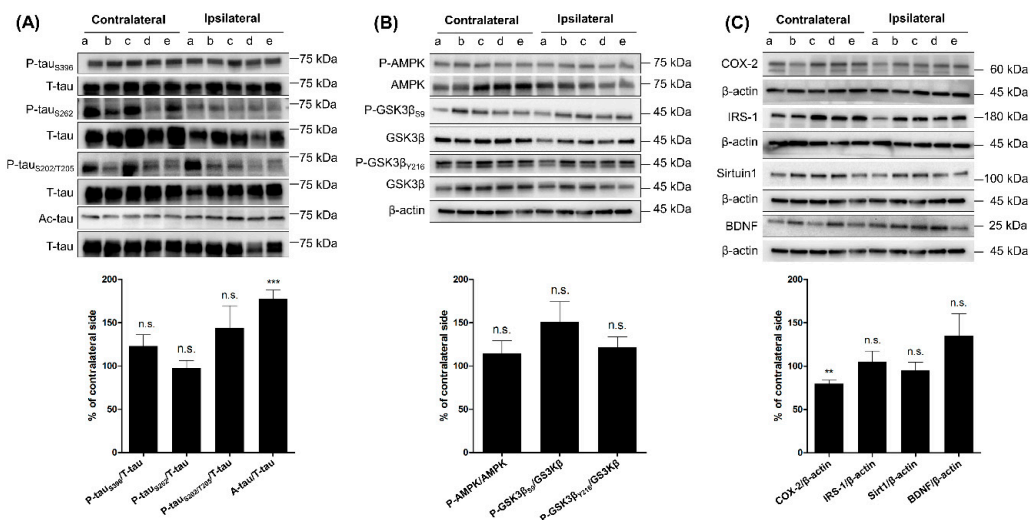 (A)
Contralateral Ipsilateral
a b c d e a b c d e
P-tauS396 75 kDa
T-tau 75 kDa
P-tauS262 75 kDa
T-tau 75 kDa
P-tauS202/T205 75 kDa
T-tau 75 kDa
Ac-tau 75 kDa
T-tau 75 kDa
% of contralateral side
200
150
100
50
0
n.s. n.s. n.s. ***
P-tauS396/T-tau
P-tauS262/T-tau
P-tauS202/T205/T-tau
A-tau/T-tau
(B)
Contralateral Ipsilateral
a b c d e a b c d e
P-AMPK 75 kDa
AMPK 75 kDa
P-GSK3βS9 45 kDa
GSK3β 45 kDa
P-GSK3βY216 45 kDa
GSK3β 45 kDa
β-actin 45 kDa
% of contralateral side
200
150
100
50
0
n.s. n.s. n.s.
P-AMPK/AMPK
P-GSK3βS9/GS3Kβ
P-GSK3βY216/GS3Kβ
(C)
Contralateral Ipsilateral
a b c d e a b c d e
COX-2 60 kDa
β-actin 45 kDa
IRS-1 180 kDa
β-actin 45 kDa
Sirtuin1 100 kDa
β-actin 45 kDa
BDNF 25 kDa
β-actin 45 kDa
% of contralateral side
200
150
100
50
0
** n.s. n.s. n.s.
COX-2/β-actin
IRS-1/β-actin
Sirt1/β-actin
BDNF/β-actin